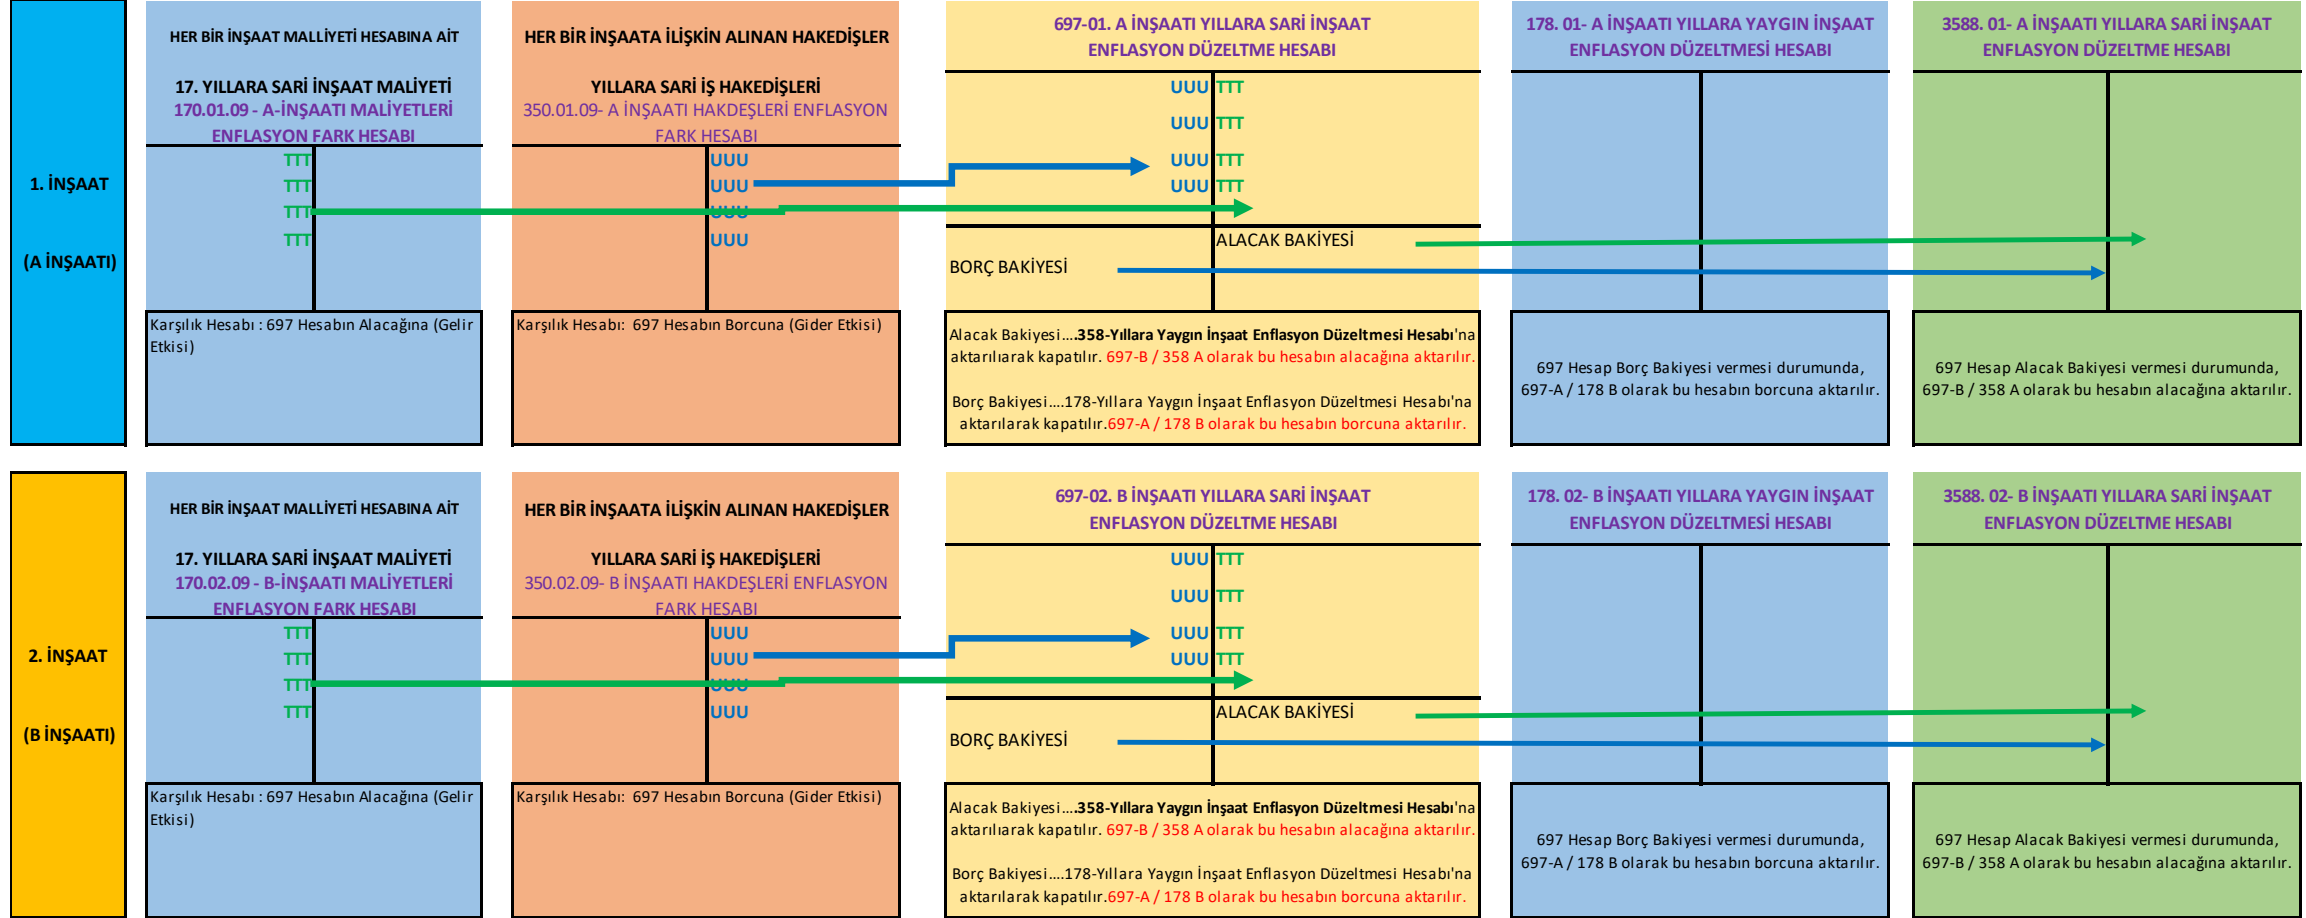 1. İNŞAAT
(A İNŞAATI)
HER BİR İNŞAAT MALLİYETİ HESABINA AİT
17. YILLARA SARİ İNŞAAT MALİYETİ
170.01.09 - A-İNŞAATI MALİYETLERİ
ENFLASYON FARK HESABI
TTT
TTT
TTT
TTT
Karşılık Hesabı : 697 Hesabın Alacağına (Gelir
Etkisi)
HER BİR İNŞAATA İLİŞKİN ALINAN HAKEDİŞLER
YILLARA SARİ İŞ HAKEDİŞLERİ
350.01.09- A İNŞAATI HAKDEŞLERİ ENFLASYON
FARK HESABI
UUU
UUU
UUU
UUU
Karşılık Hesabı:  697 Hesabın Borcuna (Gider Etkisi)
697-01. A İNŞAATI YILLARA SARİ İNŞAAT
ENFLASYON DÜZELTME HESABI
UUU TTT
UUU TTT
UUU TTT
UUU TTT
ALACAK BAKİYESİ
BORÇ BAKİYESİ
Alacak Bakiyesi....358-Yıllara Yaygın İnşaat Enflasyon Düzeltmesi Hesabı'na
aktarılıarak kapatılır. 697-B / 358 A olarak bu hesabın alacağına aktarılır.
Borç Bakiyesi....178-Yıllara Yaygın İnşaat Enflasyon Düzeltmesi Hesabı'na
aktarılarak kapatılır.697-A / 178 B olarak bu hesabın borcuna aktarılır.
178. 01- A İNŞAATI YILLARA YAYGIN İNŞAAT
ENFLASYON DÜZELTMESİ HESABI
697 Hesap Borç Bakiyesi vermesi durumunda,
697-A / 178 B olarak bu hesabın borcuna aktarılır.
3588. 01- A İNŞAATI YILLARA SARİ İNŞAAT
ENFLASYON DÜZELTME HESABI
697 Hesap Alacak Bakiyesi vermesi durumunda,
697-B / 358 A olarak bu hesabın alacağına aktarılır.
2. İNŞAAT
(B İNŞAATI)
HER BİR İNŞAAT MALLİYETİ HESABINA AİT
17. YILLARA SARİ İNŞAAT MALİYETİ
170.02.09 - B-İNŞAATI MALİYETLERİ
ENFLASYON FARK HESABI
TTT
TTT
TTT
TTT
Karşılık Hesabı : 697 Hesabın Alacağına (Gelir
Etkisi)
HER BİR İNŞAATA İLİŞKİN ALINAN HAKEDİŞLER
YILLARA SARİ İŞ HAKEDİŞLERİ
350.02.09- B İNŞAATI HAKDEŞLERİ ENFLASYON
FARK HESABI
UUU
UUU
UUU
UUU
Karşılık Hesabı:  697 Hesabın Borcuna (Gider Etkisi)
697-02. B İNŞAATI YILLARA SARİ İNŞAAT
ENFLASYON DÜZELTME HESABI
UUU TTT
UUU TTT
UUU TTT
UUU TTT
ALACAK BAKİYESİ
BORÇ BAKİYESİ
Alacak Bakiyesi....358-Yıllara Yaygın İnşaat Enflasyon Düzeltmesi Hesabı'na
aktarılıarak kapatılır. 697-B / 358 A olarak bu hesabın alacağına aktarılır.
Borç Bakiyesi....178-Yıllara Yaygın İnşaat Enflasyon Düzeltmesi Hesabı'na
aktarılarak kapatılır.697-A / 178 B olarak bu hesabın borcuna aktarılır.
178. 02- B İNŞAATI YILLARA YAYGIN İNŞAAT
ENFLASYON DÜZELTMESİ HESABI
697 Hesap Borç Bakiyesi vermesi durumunda,
697-A / 178 B olarak bu hesabın borcuna aktarılır.
3588. 02- B İNŞAATI YILLARA SARİ İNŞAAT
ENFLASYON DÜZELTME HESABI
697 Hesap Alacak Bakiyesi vermesi durumunda,
697-B / 358 A olarak bu hesabın alacağına aktarılır.